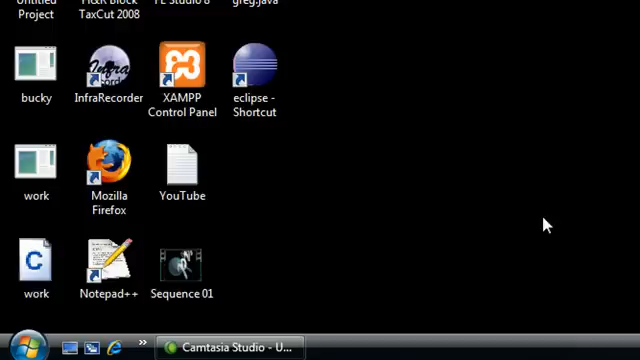 Untitled
Project
H&R Block
TaxCut 2008
greg.java
bucky
InfraRecorder
XAMPP
Control Panel
eclipse -
Shortcut
work
Mozilla
Firefox
YouTube
work
Notepad++
Sequence 01
Camtasia Studio - U...